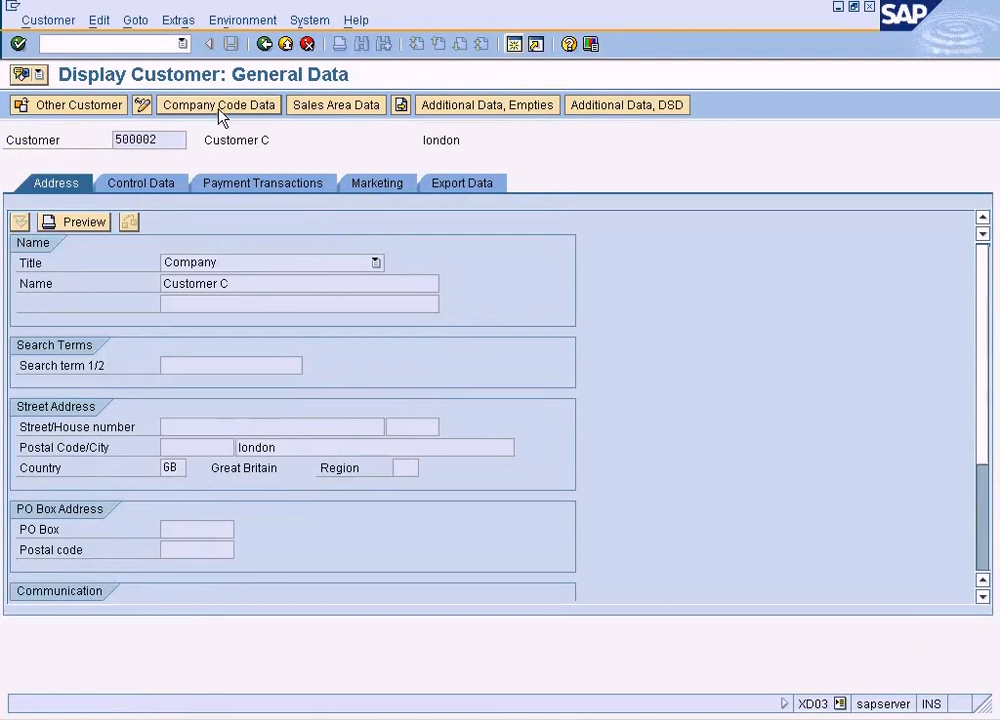 Customer Edit Goto Extras Environment System Help
SAP
Display Customer: General Data
Other Customer Company Code Data Sales Area Data Additional Data, Empties Additional Data, DSD
Customer 500002 Customer C london
Address Control Data Payment Transactions Marketing Export Data
Preview
Name
Title Company
Name Customer C
Search Terms
Search term 1/2
Street Address
Street/House number
Postal Code/City london
Country GB Great Britain Region
PO Box Address
PO Box
Postal code
Communication
XD03 sapserver INS